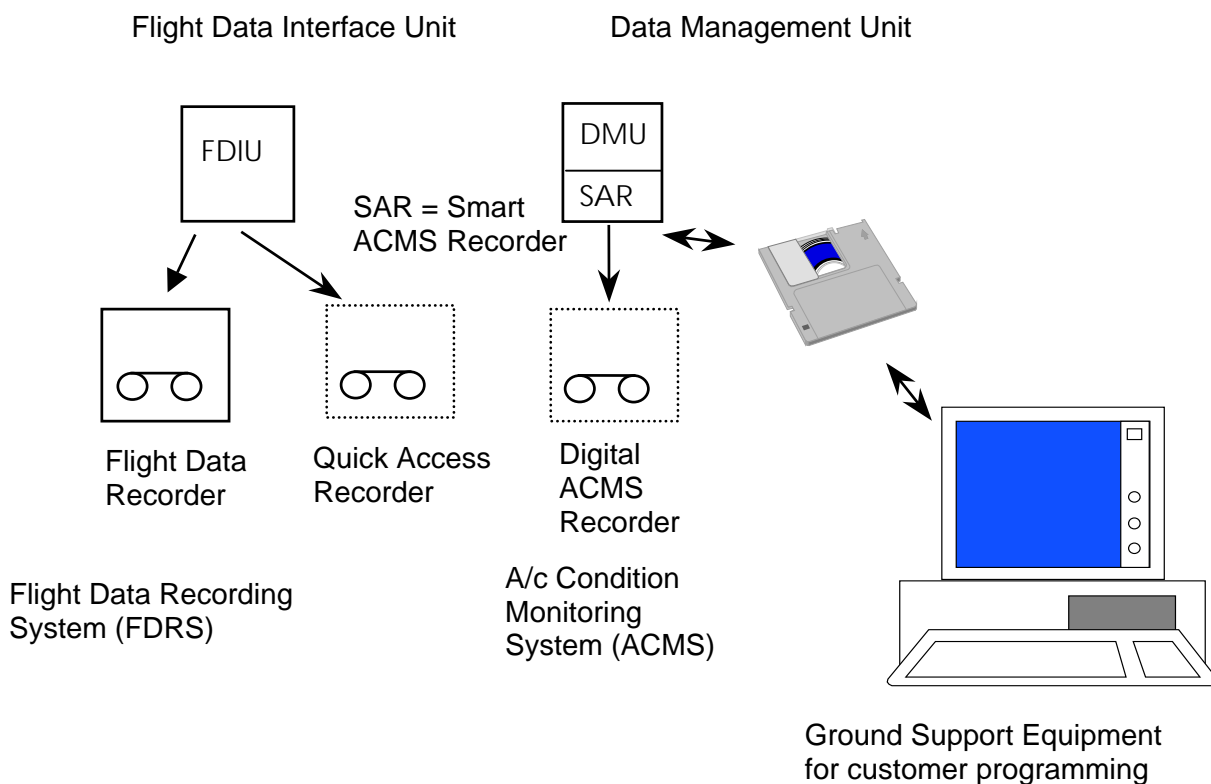 Flight Data Interface Unit
Data Management Unit
FDIU
DMU
SAR
SAR = Smart
ACMS Recorder
Flight Data
Recorder
Quick Access
Recorder
Digital
ACMS
Recorder
Flight Data Recording
System (FDRS)
A/c Condition
Monitoring
System (ACMS)
Ground Support Equipment
for customer programming